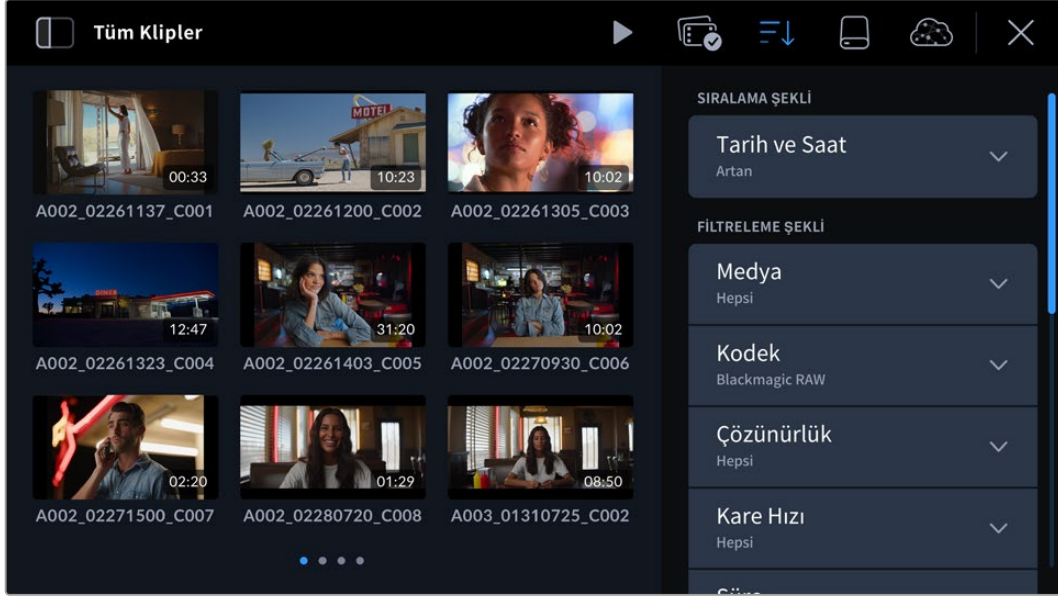 Tüm Klipler
MOTEL
00:33
10:23
10:02
A002_02261137_C001
A002_02261200_C002
A002_02261305_C003
DINER
12:47
31:20
10:02
A002_02261323_C004
A002_02261403_C005
A002_02270930_C006
02:20
01:29
08:50
A002_02271500_C007
A002_02280720_C008
A003_01310725_C002
SIRALAMA ŞEKLİ
Tarih ve Saat
Artan
FİLTRELEME ŞEKLİ
Medya
Hepsi
Kodek
Blackmagic RAW
Çözünürlük
Hepsi
Kare Hızı
Hepsi